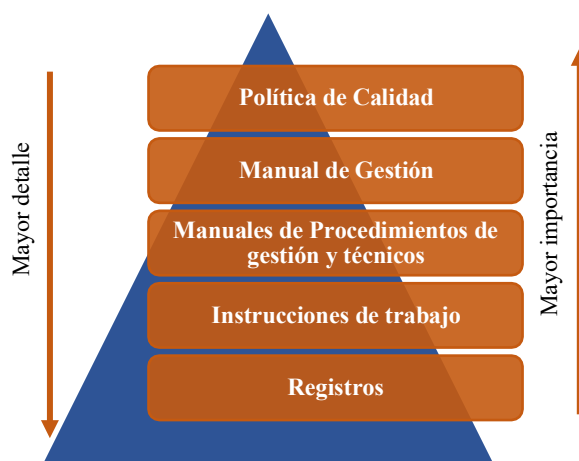 Política de Calidad
Manual de Gestión
Manuales de Procedimientos de
gestión y técnicos
Instrucciones de trabajo
Registros
Mayor detalle
Mayor importancia